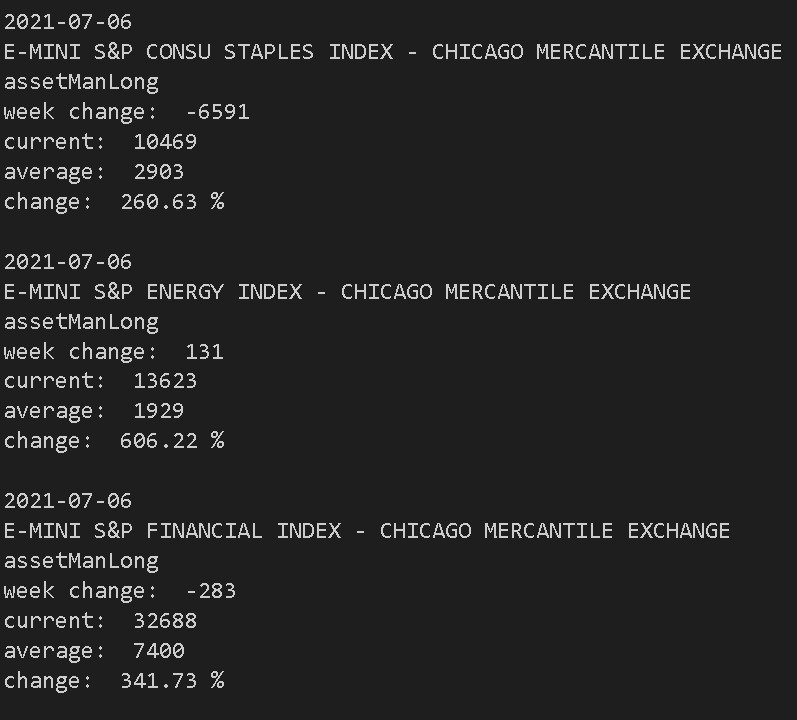 2021-07-06
E-MINI S&P CONSU STAPLES INDEX - CHICAGO MERCANTILE EXCHANGE
assetManLong
week change:  -6591
current:  10469
average:  2903
change:  260.63 %
2021-07-06
E-MINI S&P ENERGY INDEX - CHICAGO MERCANTILE EXCHANGE
assetManLong
week change:  131
current:  13623
average:  1929
change:  606.22 %
2021-07-06
E-MINI S&P FINANCIAL INDEX - CHICAGO MERCANTILE EXCHANGE
assetManLong
week change:  -283
current:  32688
average:  7400
change:  341.73 %